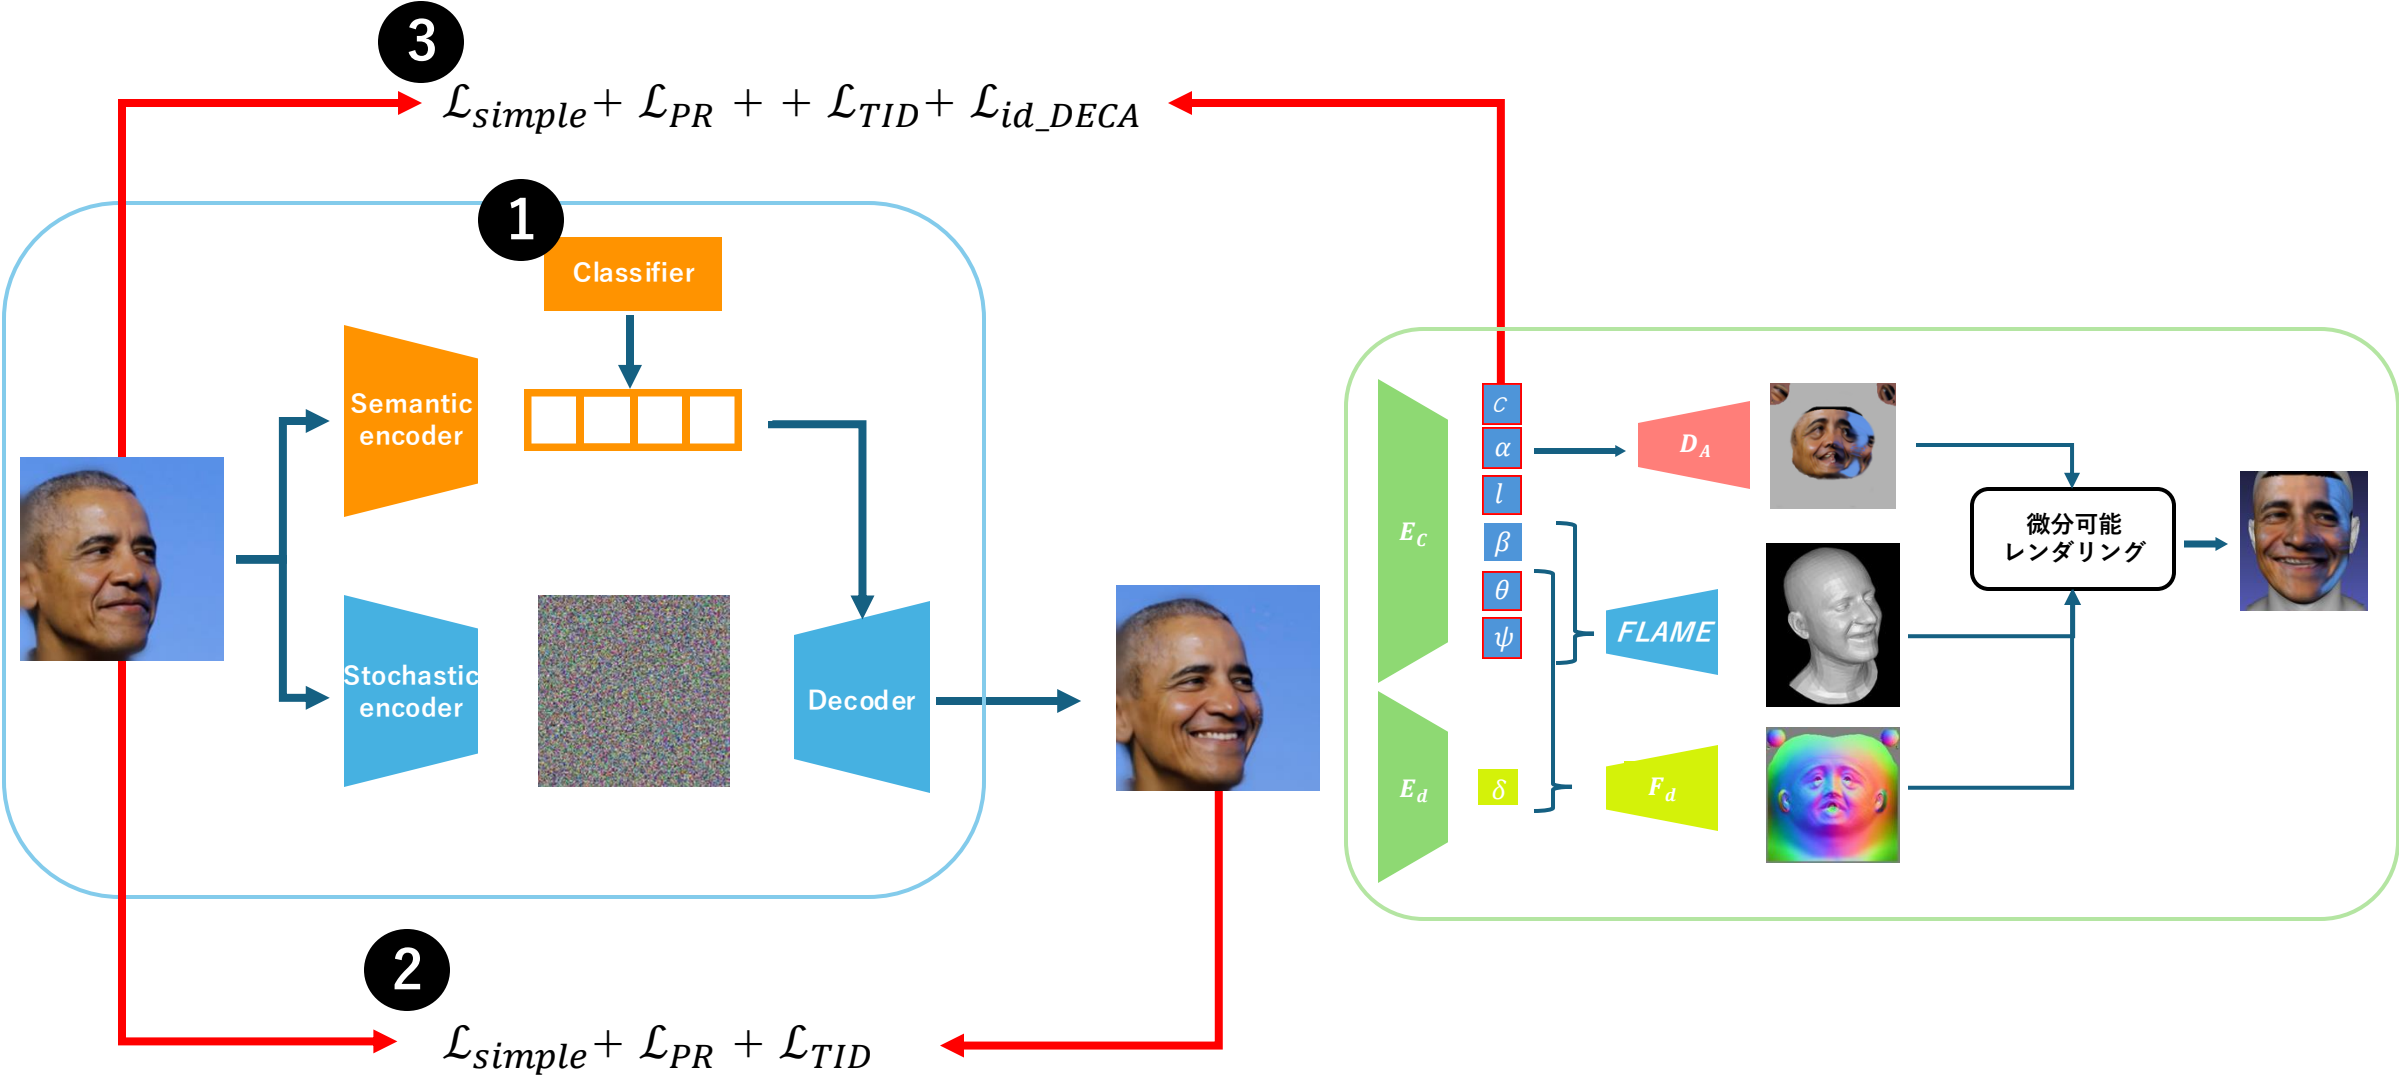 3
ℒsimple + ℒPR + + ℒTID + ℒid_DECA
1
Classifier
Semantic
encoder
Stochastic
encoder
Decoder
C
α
l
β
θ
ψ
δ
EC
Ed
DA
FLAME
Fd
微分可能
レンダリング
2
ℒsimple + ℒPR + ℒTID